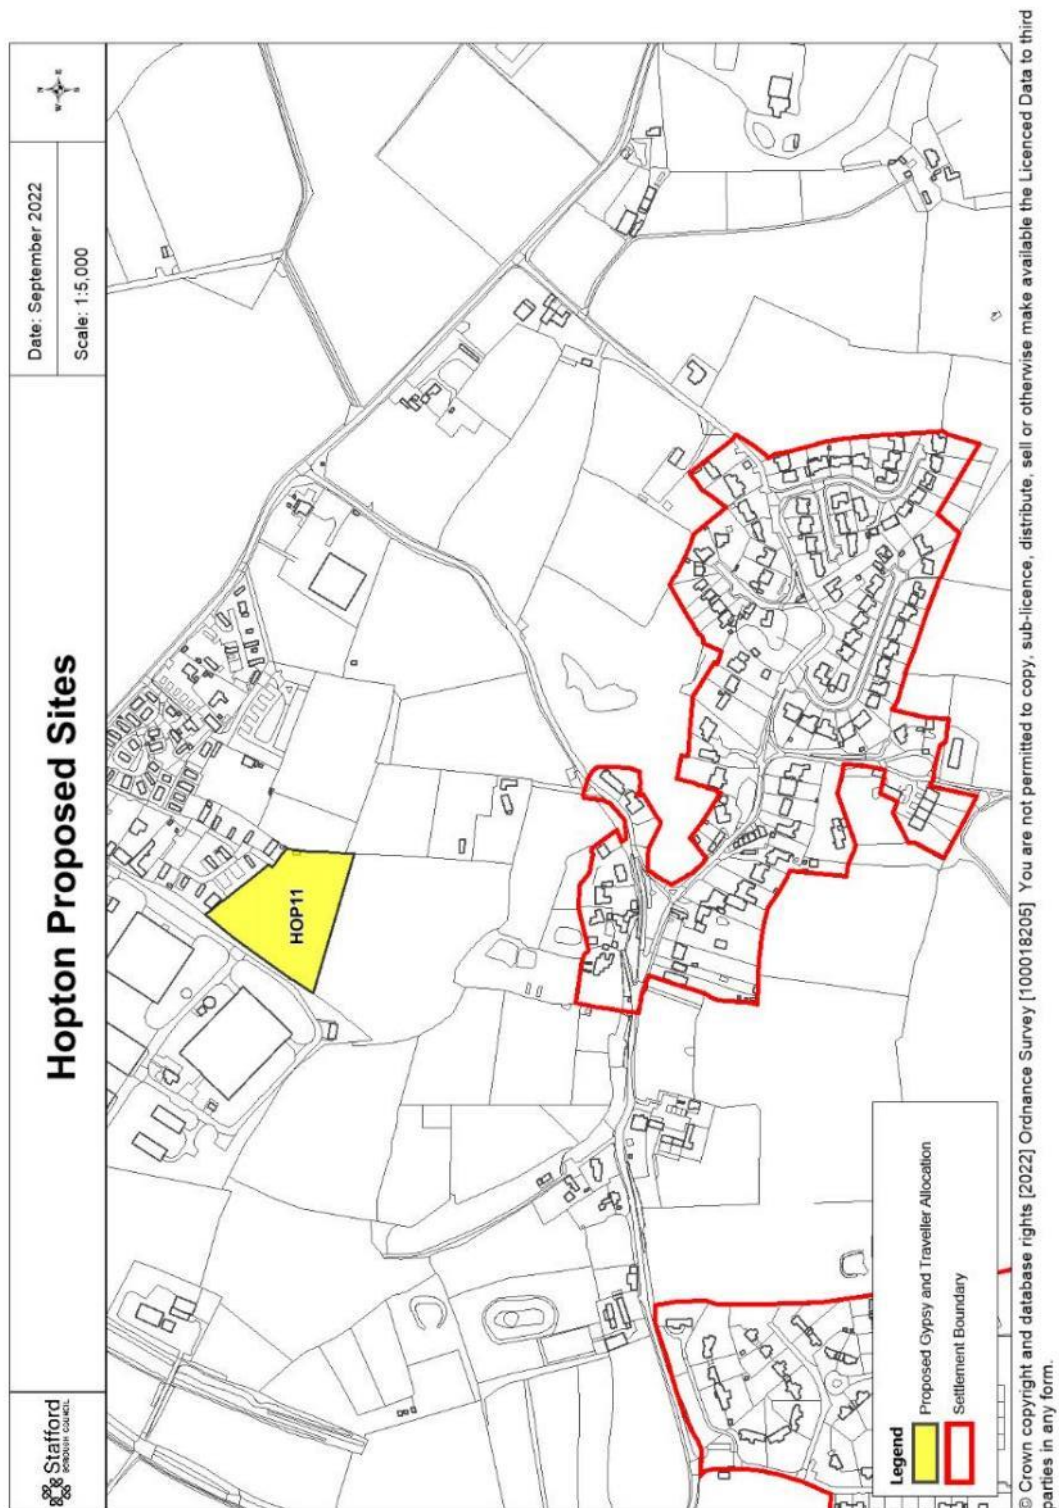 Stafford
BOROUGH COUNCIL
Hopton Proposed Sites
Date: September 2022
Scale: 1:5,000
N
W
E
S
HOP11
Legend
Proposed Gypsy and Traveller Allocation
Settlement Boundary
© Crown copyright and database rights [2022] Ordnance Survey [100018205] You are not permitted to copy, sub-licence, distribute, sell or otherwise make available the Licenced Data to third
parties in any form.